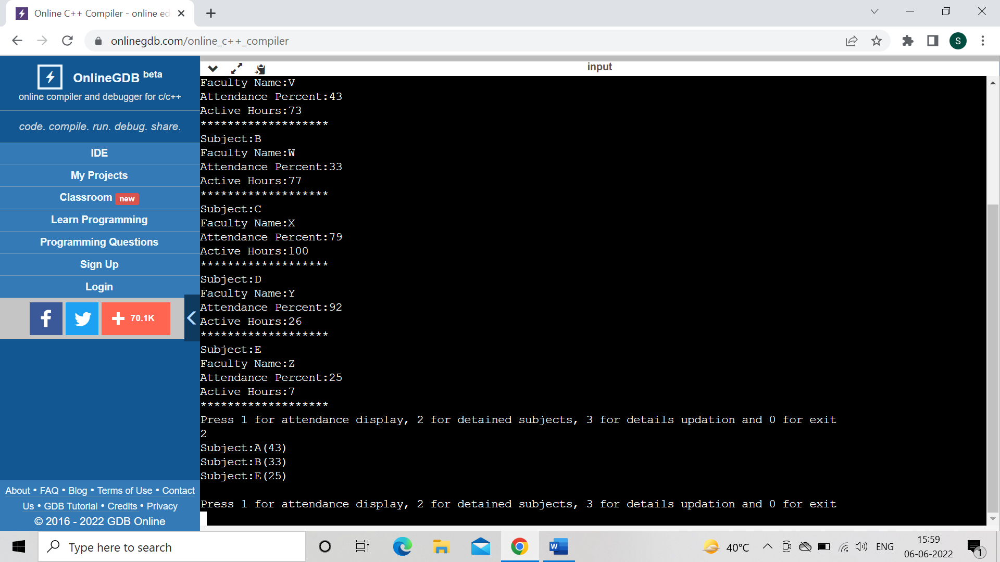 Online C++ Compiler - online ed
onlinegdb.com/online_c++_compiler
S
OnlineGDB beta
online compiler and debugger for c/c++
code. compile. run. debug. share.
IDE
My Projects
Classroom new
Learn Programming
Programming Questions
Sign Up
Login
f
+ 70.1K
About • FAQ • Blog • Terms of Use • Contact
Us • GDB Tutorial • Credits • Privacy
© 2016 - 2022 GDB Online
input
Faculty Name:V
Attendance Percent:43
Active Hours:73
*******************
Subject:B
Faculty Name:W
Attendance Percent:33
Active Hours:77
*******************
Subject:C
Faculty Name:X
Attendance Percent:79
Active Hours:100
*******************
Subject:D
Faculty Name:Y
Attendance Percent:92
Active Hours:26
*******************
Subject:E
Faculty Name:Z
Attendance Percent:25
Active Hours:7
*******************
Press 1 for attendance display, 2 for detained subjects, 3 for details updation and 0 for exit
2
Subject:A(43)
Subject:B(33)
Subject:E(25)
Press 1 for attendance display, 2 for detained subjects, 3 for details updation and 0 for exit
Type here to search
W
40°C
ENG
15:59
06-06-2022
1